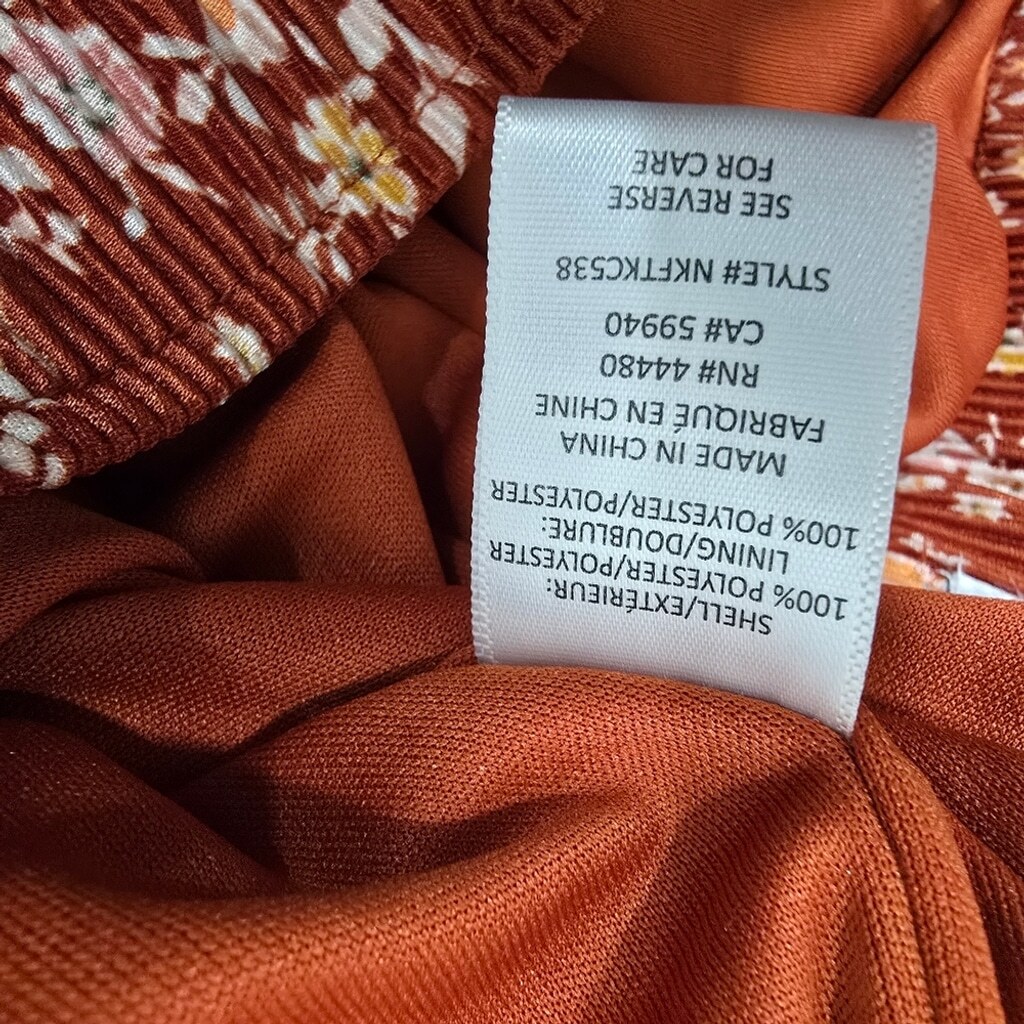 SHELL/EXTÉRIEUR:
100% POLYESTER/POLYESTER
LINING/DOUBLURE:
100% POLYESTER/POLYESTER
MADE IN CHINA
FABRIQUÉ EN CHINE
RN# 44480
CA# 59940
STYLE# NKFTKC538
SEE REVERSE
FOR CARE